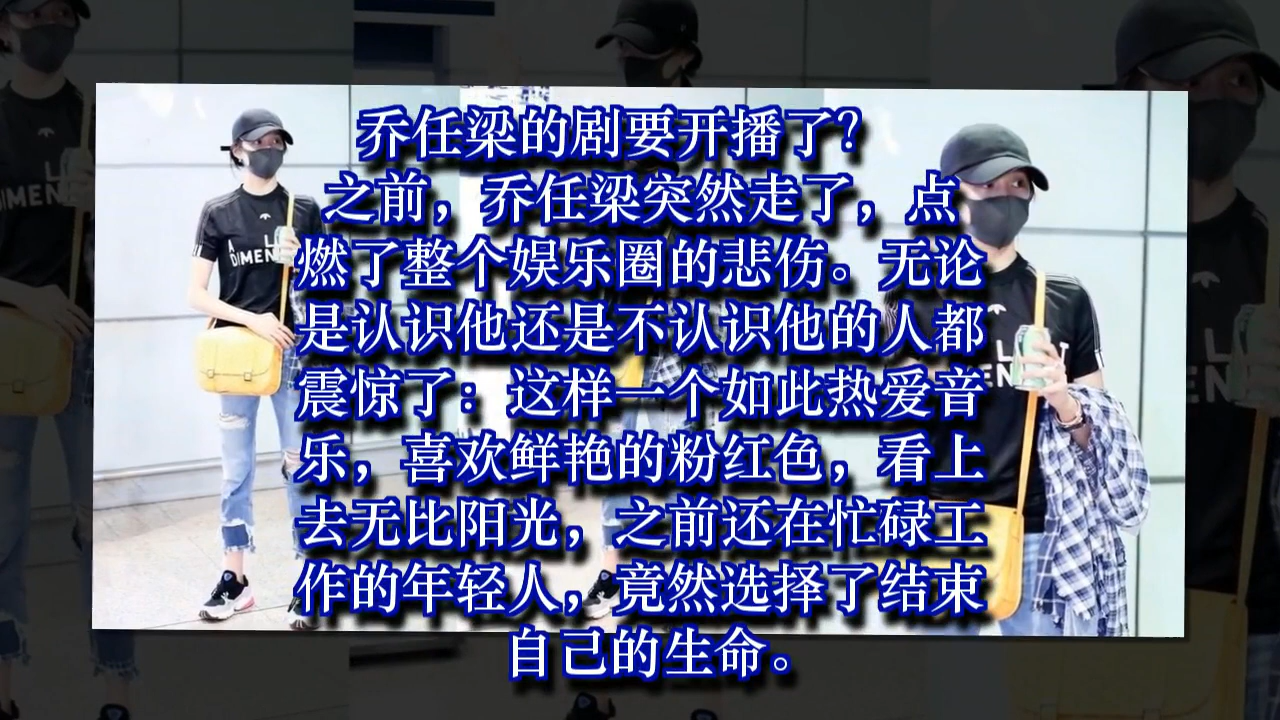 乔任梁的剧要开播了？
之前，乔任梁突然走了，点
燃了整个娱乐圈的悲伤。无论
是认识他还是不认识他的人都
震惊了：这样一个如此热爱音
乐，喜欢鲜艳的粉红色，看上
去无比阳光，之前还在忙碌工
作的年轻人，竟然选择了结束
自己的生命。